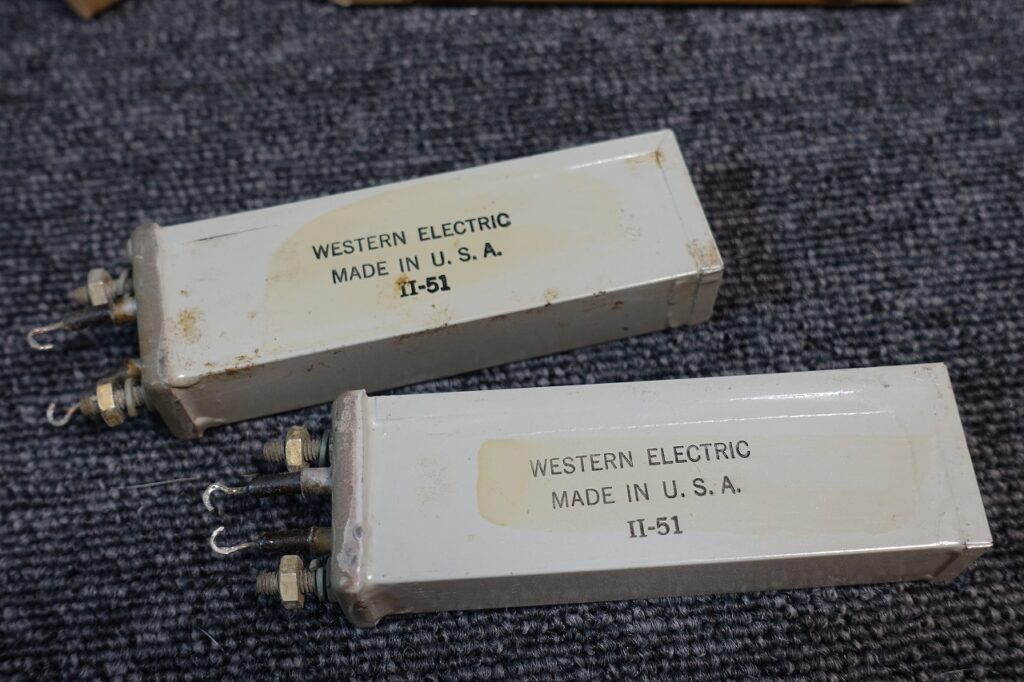 WESTERN ELECTRIC
MADE IN U. S. A.
II-51
WESTERN ELECTRIC
MADE IN U. S. A.
II-51